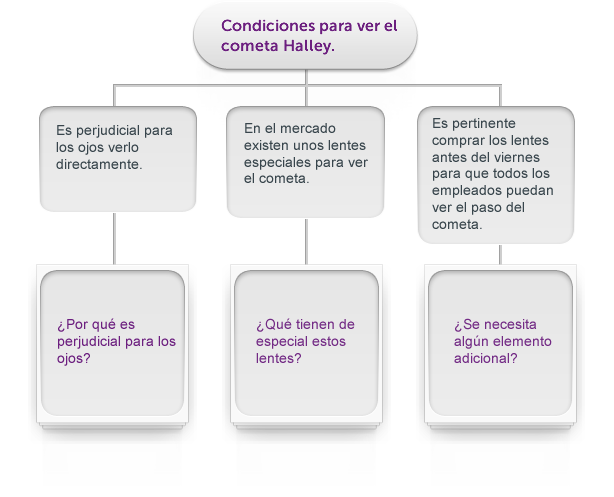 Condiciones para ver el
cometa Halley.
Es perjudicial para
los ojos verlo
directamente.
En el mercado
existen unos lentes
especiales para ver
el cometa.
Es pertinente
comprar los lentes
antes del viernes
para que todos los
empleados puedan
ver el paso del
cometa.
¿Por qué es
perjudicial para los
ojos?
¿Qué tienen de
especial estos
lentes?
¿Se necesita
algún elemento
adicional?